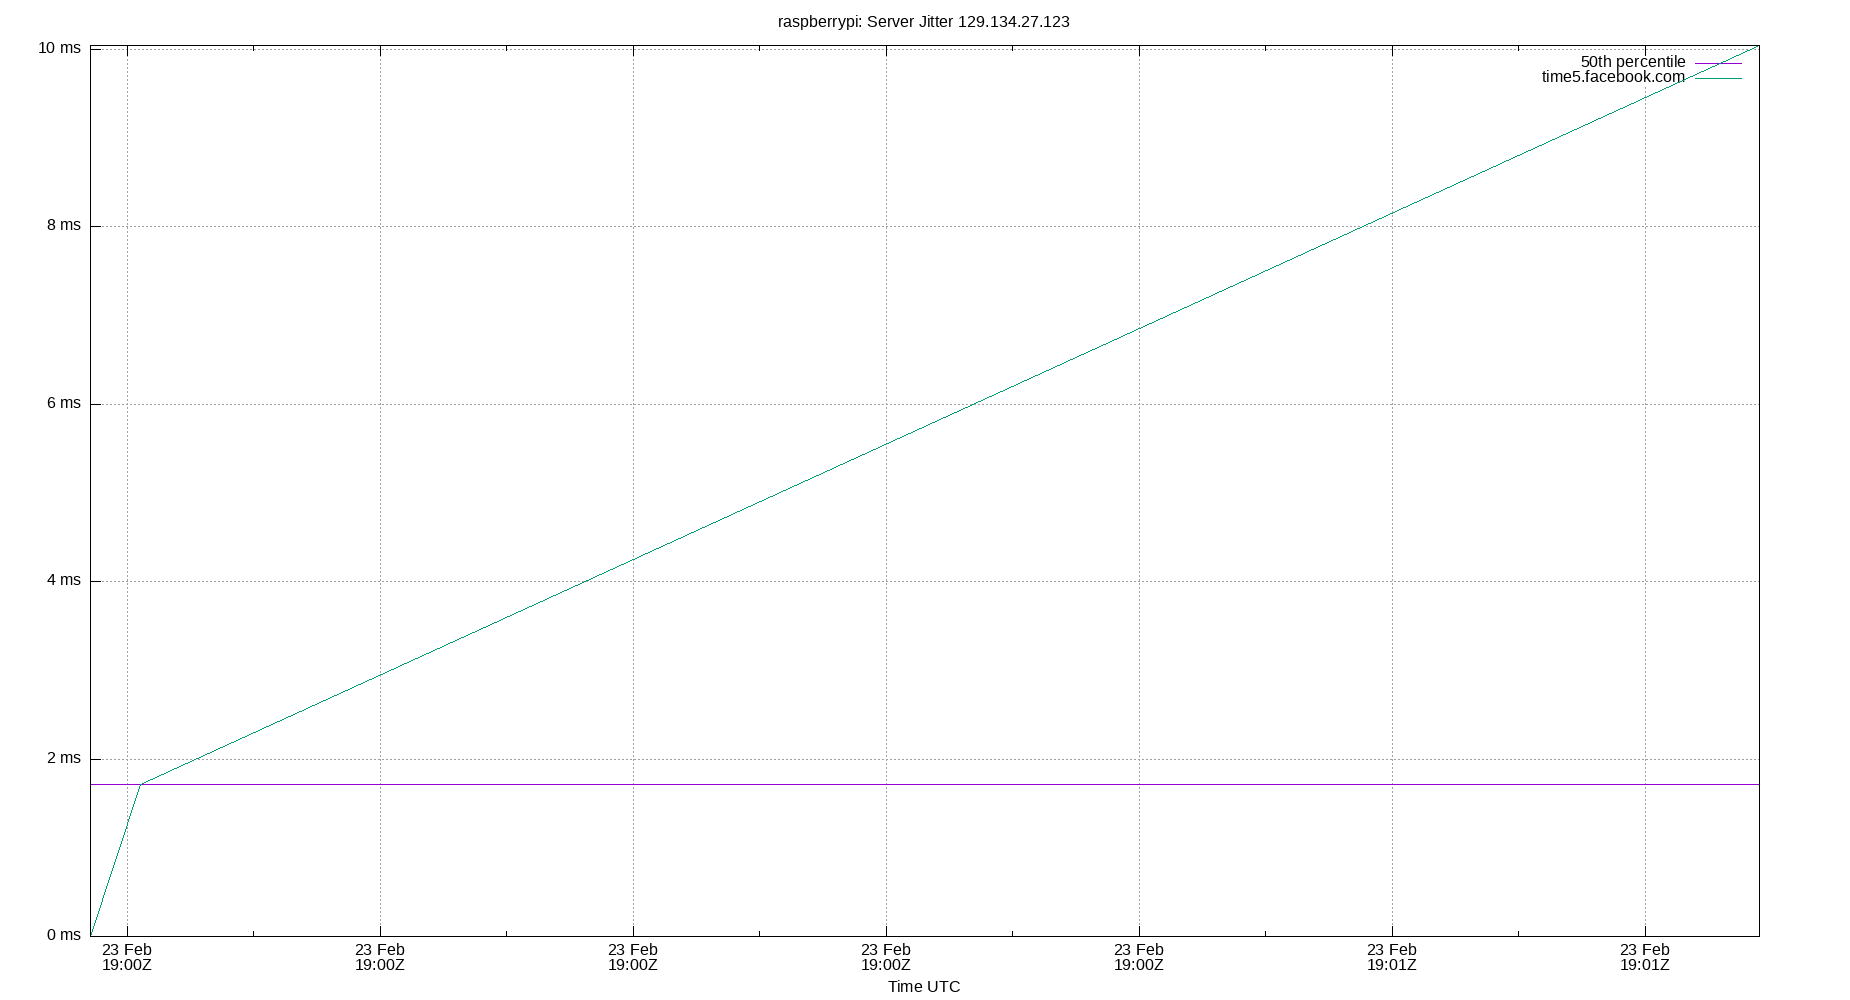 raspberrypi: Server Jitter 129.134.27.123
10 ms
50th percentile
time5.facebook.com
8 ms
6 ms
4 ms
2 ms
0 ms
23 Feb 23 Feb 23 Feb 23 Feb 23 Feb 23 Feb 23 Feb
19:00Z 19:00Z 19:00Z 19:00Z 19:00Z 19:01Z 19:01Z
Time UTC